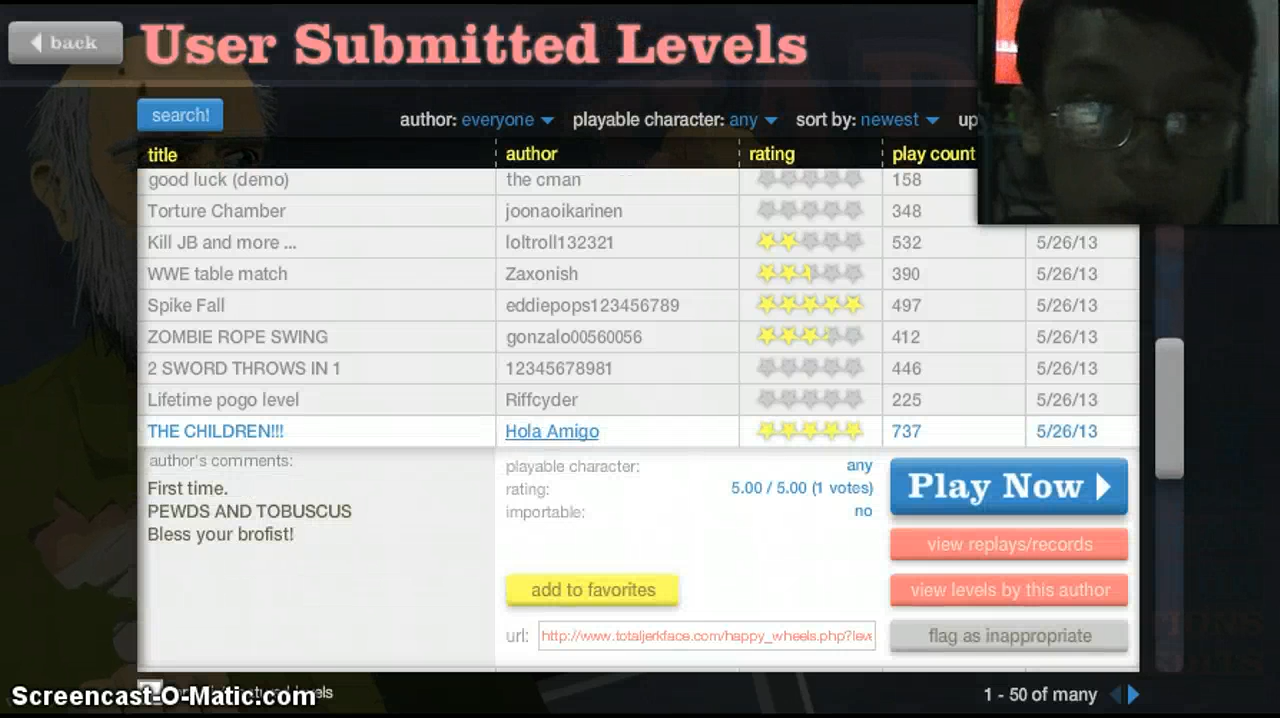 back
User Submitted Levels
search!
author: everyone playable character: any sort by: newest up
title author rating play count
good luck (demo) the cman 158
Torture Chamber joonaoikarinen 348
Kill JB and more ... loltroll132321 532 5/26/13
WWE table match Zaxonish 390 5/26/13
Spike Fall eddiepops123456789 497 5/26/13
ZOMBIE ROPE SWING gonzalo00560056 412 5/26/13
2 SWORD THROWS IN 1 12345678981 446 5/26/13
Lifetime pogo level Riffcyder 225 5/26/13
THE CHILDREN!!! Hola Amigo 737 5/26/13
author's comments:
First time.
PEWDS AND TOBUSCUS
Bless your brofist!
playable character: any
rating: 5.00 / 5.00 (1 votes)
importable: no
add to favorites
url: http://www.totaljerkface.com/happy_wheels.php?leve
Play Now
view replays/records
view levels by this author
flag as inappropriate
Screencast-O-Matic.com
levels
1 - 50 of many